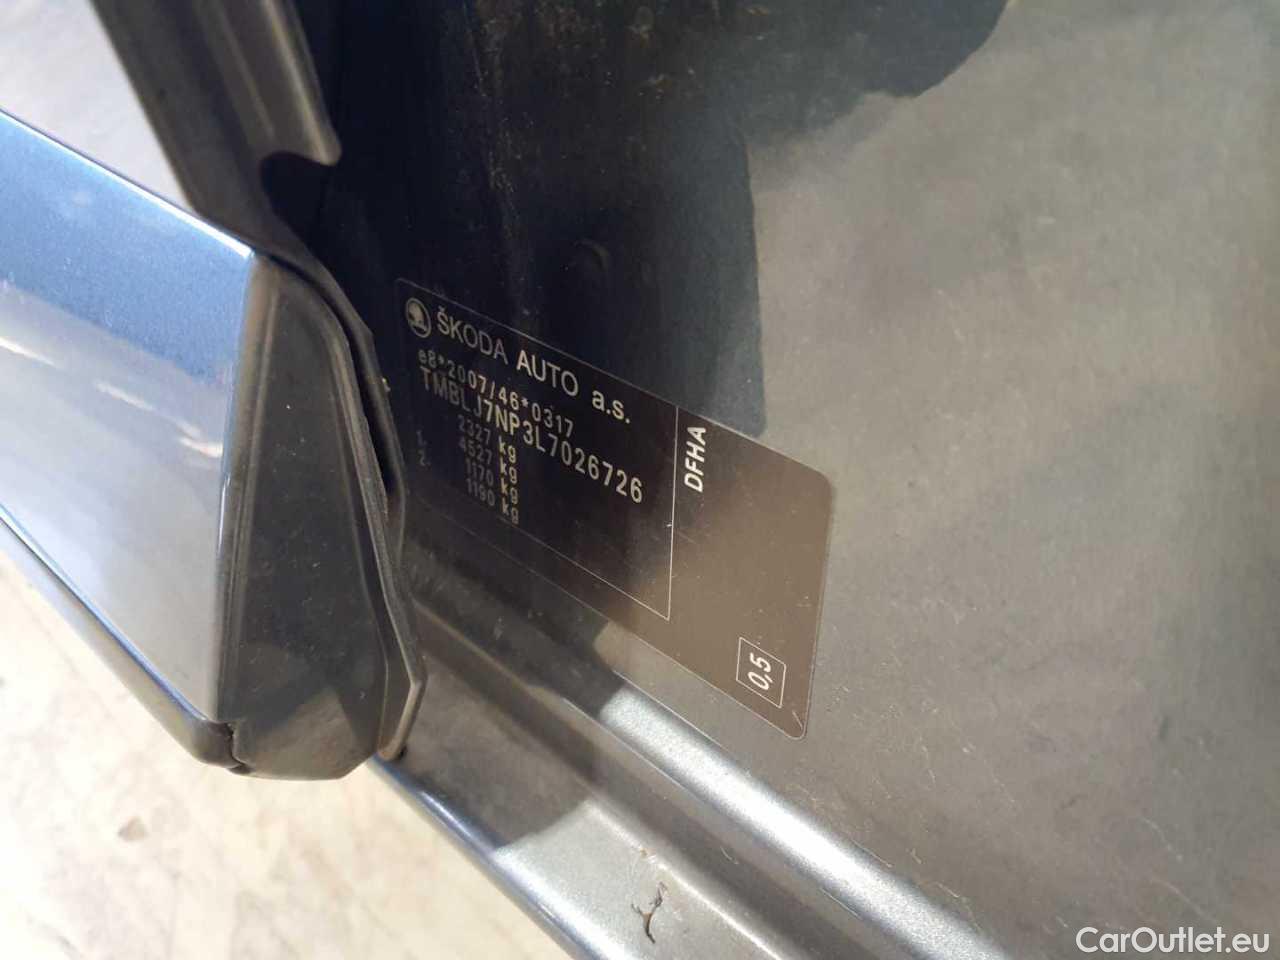 ŠKODA AUTO a.s.
e8*2007/46*0317
TMBLJ7NP3L7026726
2327 kg
4527 kg
1. 1170 kg
2. 1190 kg
DFHA
0,5
CarOutlet.eu